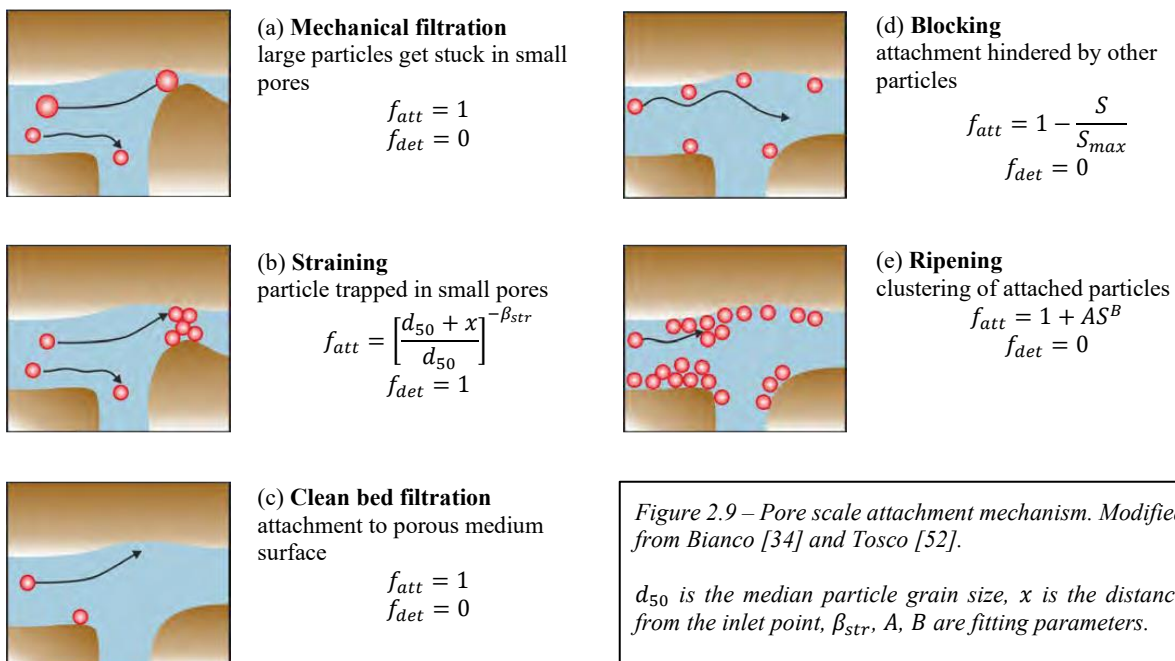 (a) Mechanical filtration
large particles get stuck in small
pores
f_att = 1
f_det = 0
(b) Straining
particle trapped in small pores
f_att = [(d_50 + x) / d_50]^(-β_str)
f_det = 1
(c) Clean bed filtration
attachment to porous medium
surface
f_att = 1
f_det = 0
(d) Blocking
attachment hindered by other
particles
f_att = 1 − S / S_max
f_det = 0
(e) Ripening
clustering of attached particles
f_att = 1 + AS^B
f_det = 0
Figure 2.9 – Pore scale attachment mechanism. Modified
from Bianco [34] and Tosco [52].
d_50 is the median particle grain size, x is the distance
from the inlet point, β_str, A, B are fitting parameters.